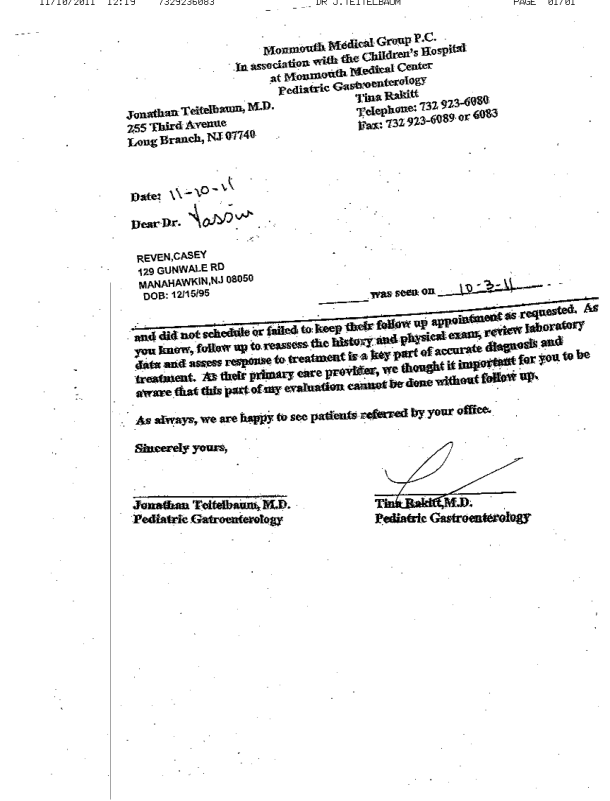 11/10/2011 12:19 7329236083 DR J.TEITELBAUM PAGE 01/01
Monmouth Medical Group P.C.
In association with the Children's Hospital
at Monmouth Medical Center
Pediatric Gastroenterology
Jonathan Teitelbaum, M.D.
255 Third Avenue
Long Branch, NJ 07740
Tina Rakitt
Telephone: 732 923-6080
Fax: 732 923-6089 or 6083
Date: 11-10-11
Dear Dr. Yassin
REVEN,CASEY
129 GUNWALE RD
MANAHAWKIN,NJ 08050
DOB: 12/15/95
was seen on 10-3-11
and did not schedule or failed to keep their follow up appointment as requested. As
you know, follow up to reassess the history and physical exam, review laboratory
data and assess response to treatment is a key part of accurate diagnosis and
treatment. As their primary care provider, we thought it important for you to be
aware that this part of my evaluation cannot be done without follow up.
As always, we are happy to see patients referred by your office.
Sincerely yours,
Jonathan Teitelbaum, M.D.
Pediatric Gatroenterology
Tina Rakitt,M.D.
Pediatric Gastroenterology